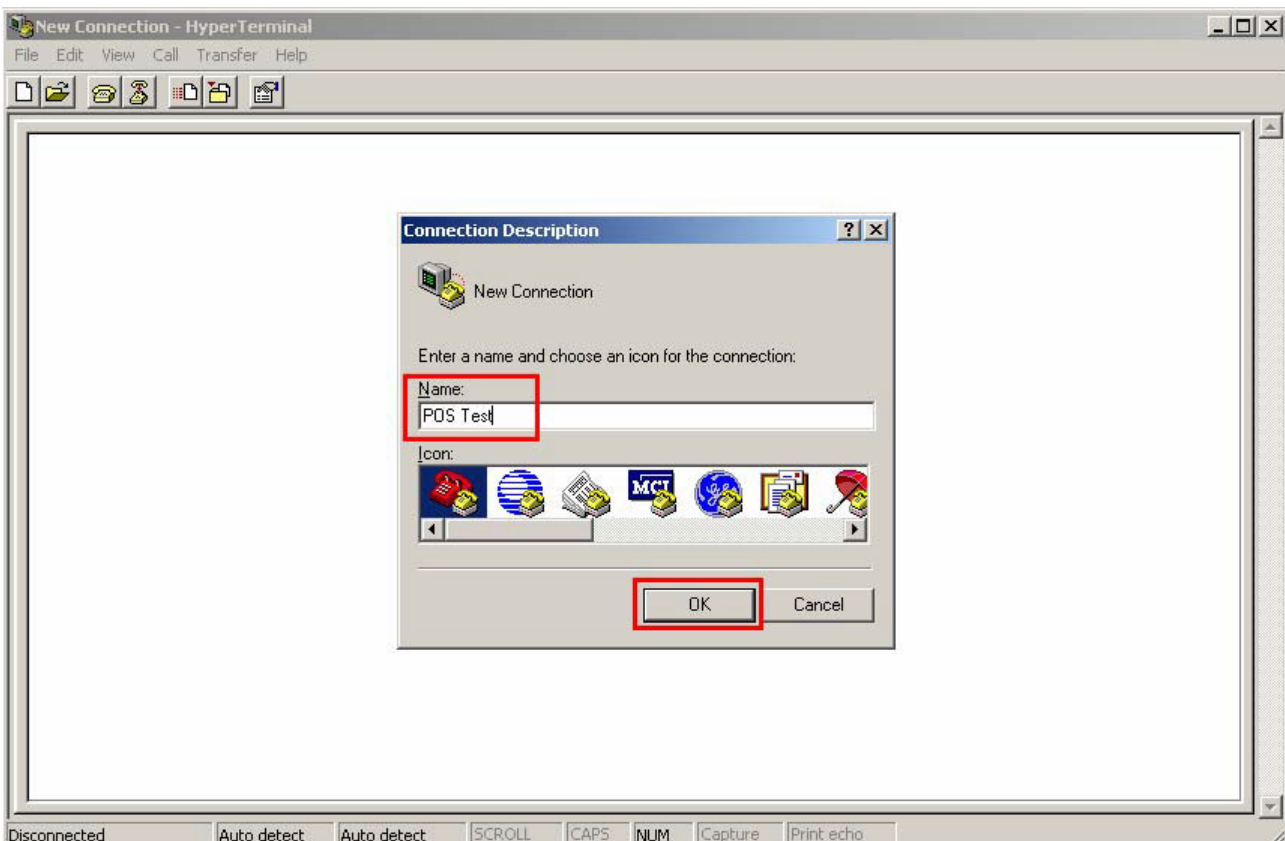 New Connection - HyperTerminal
File Edit View Call Transfer Help
Connection Description
New Connection
Enter a name and choose an icon for the connection:
Name:
POS Test
Icon:
MCI
OK Cancel
Disconnected Auto detect Auto detect SCROLL CAPS NUM Capture Print echo